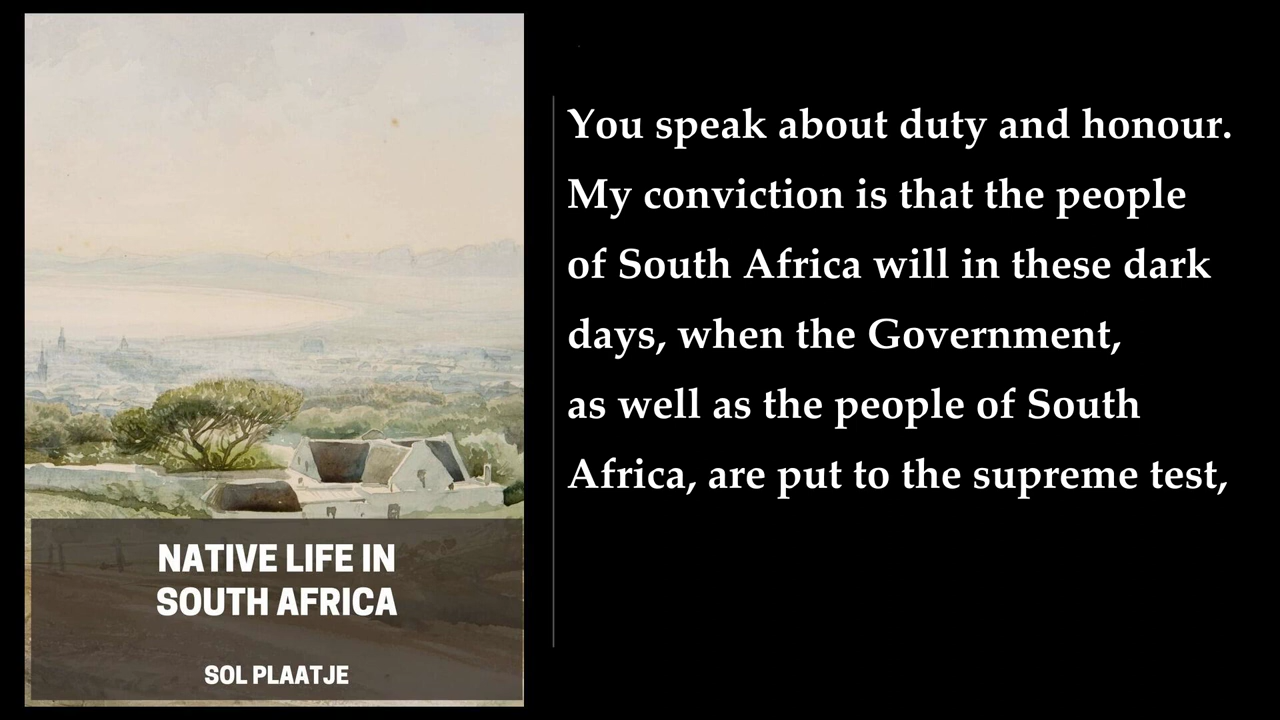 NATIVE LIFE IN
SOUTH AFRICA
SOL PLAATJE
You speak about duty and honour.
My conviction is that the people
of South Africa will in these dark
days, when the Government,
as well as the people of South
Africa, are put to the supreme test,